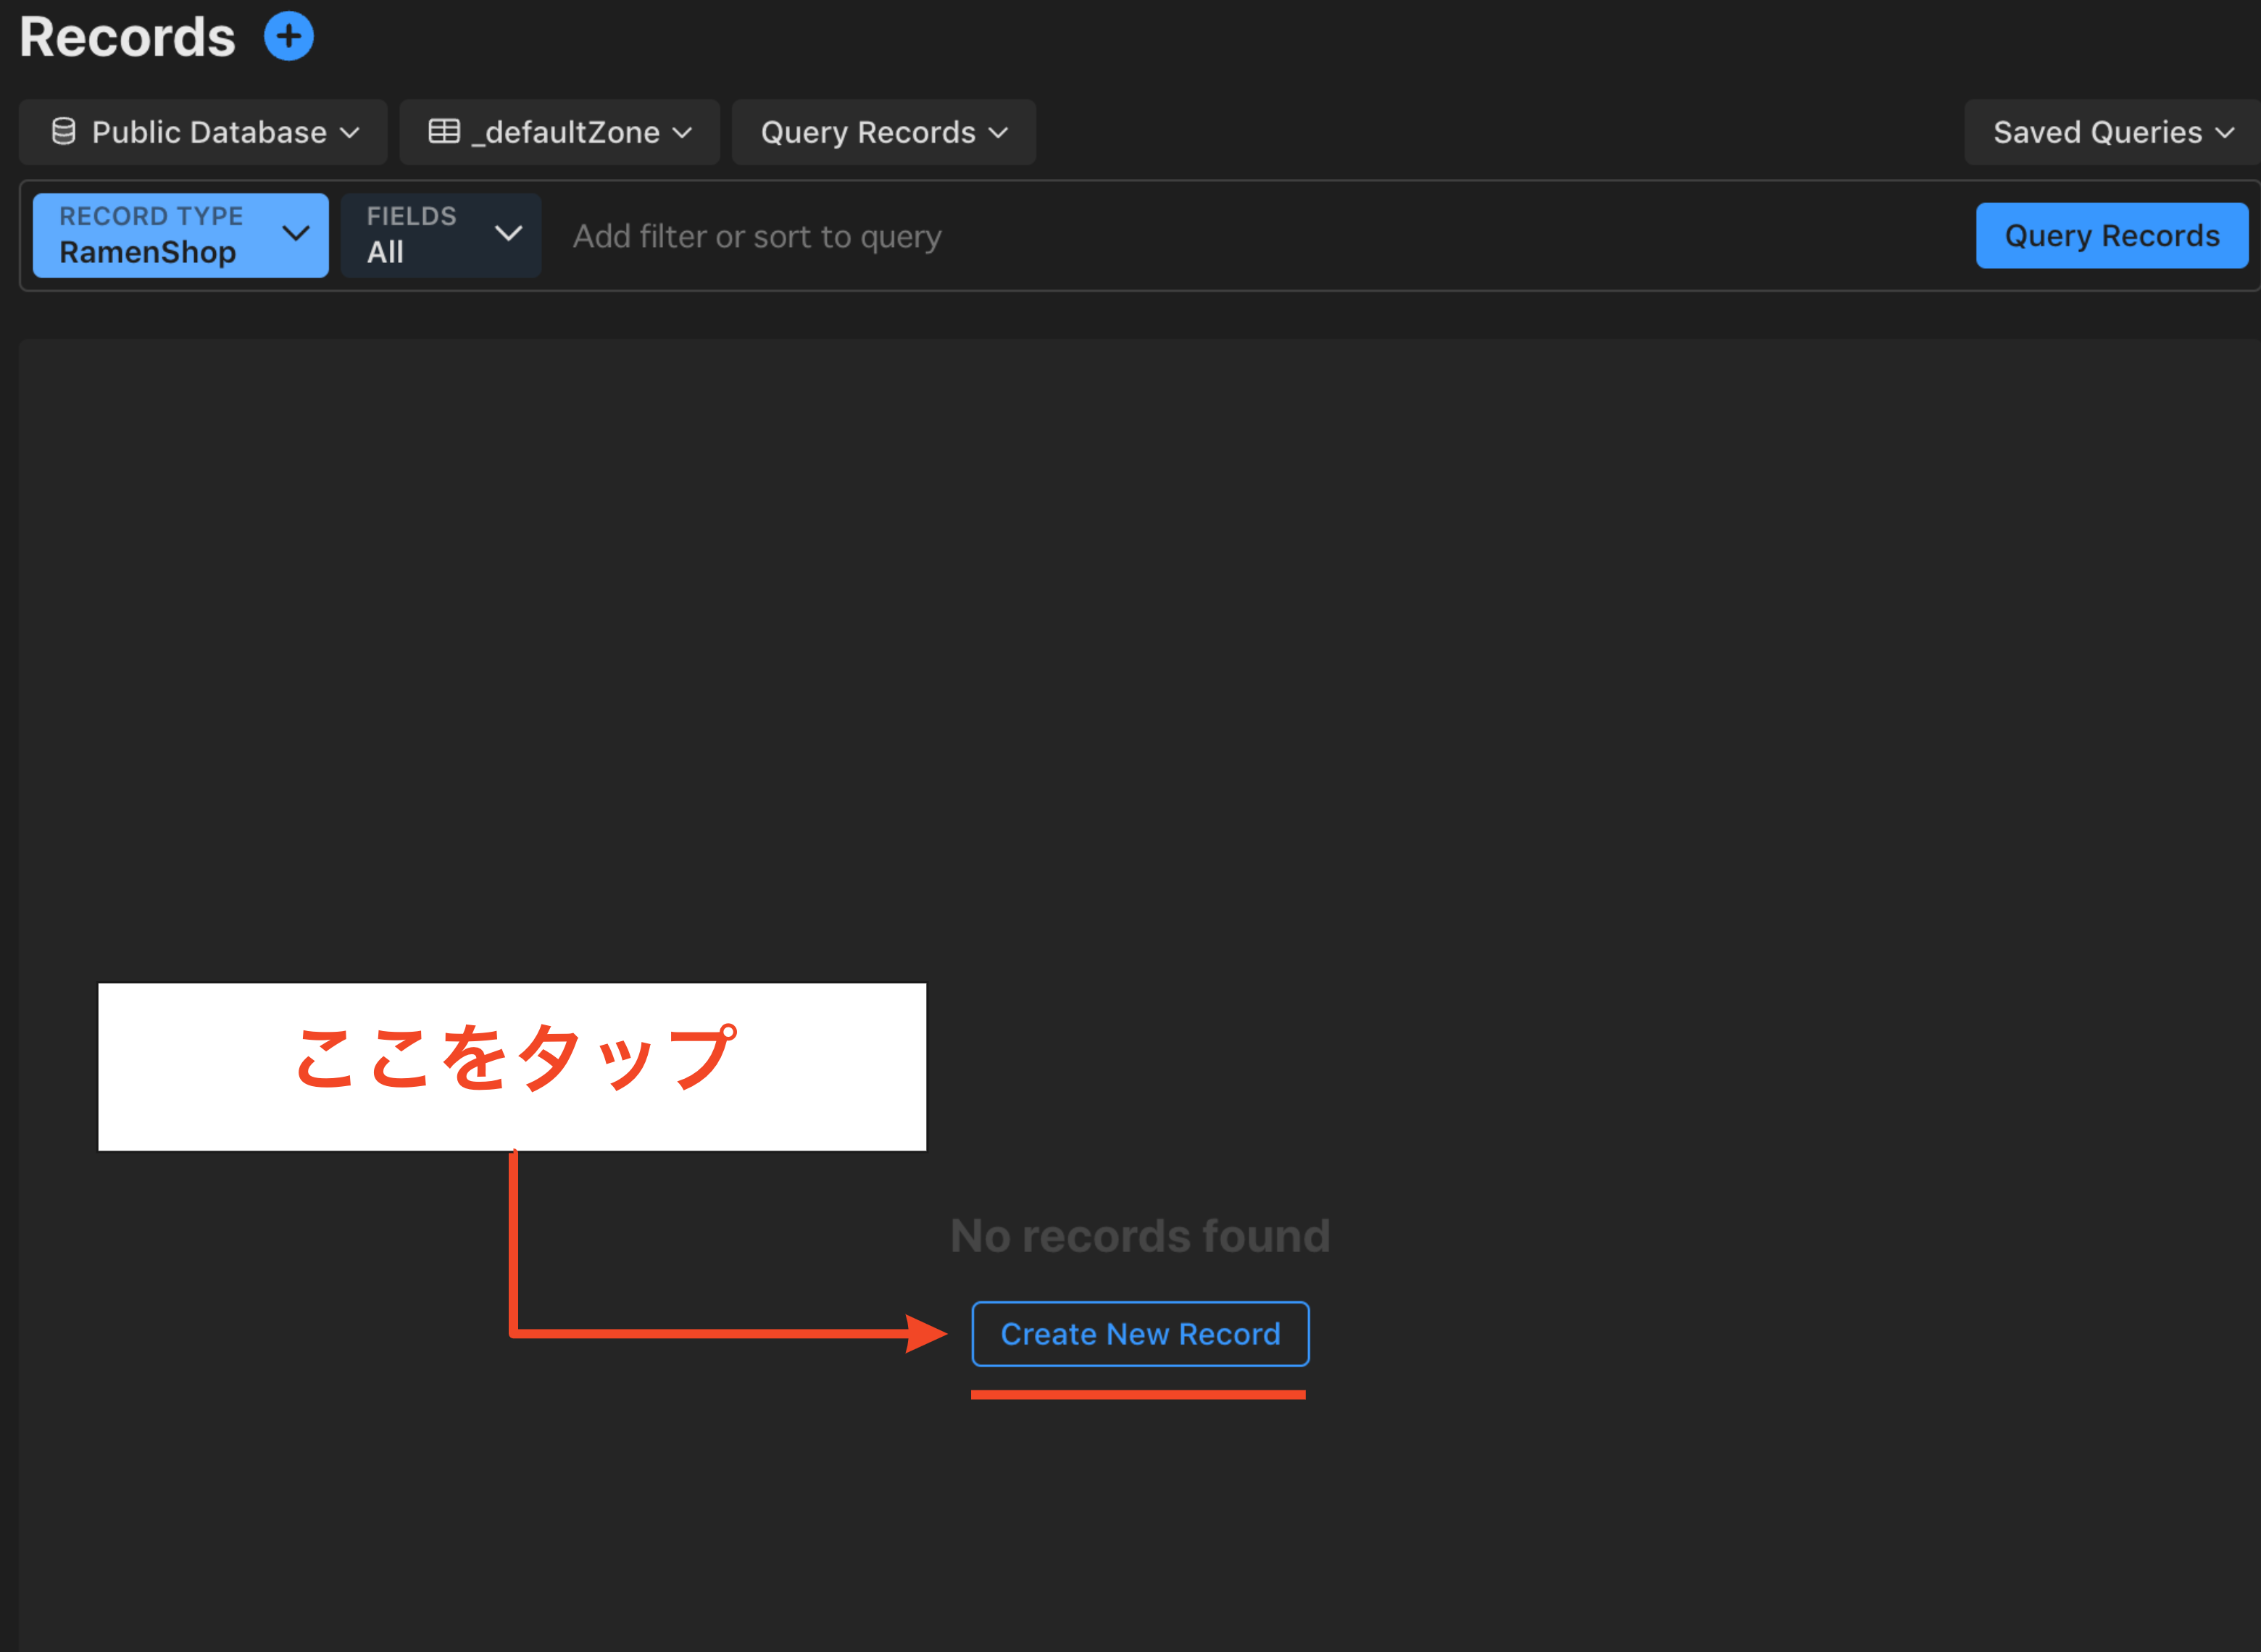 Records
Public Database
_defaultZone
Query Records
Saved Queries
RECORD TYPE
RamenShop
FIELDS
All
Add filter or sort to query
Query Records
ここをタップ
No records found
Create New Record